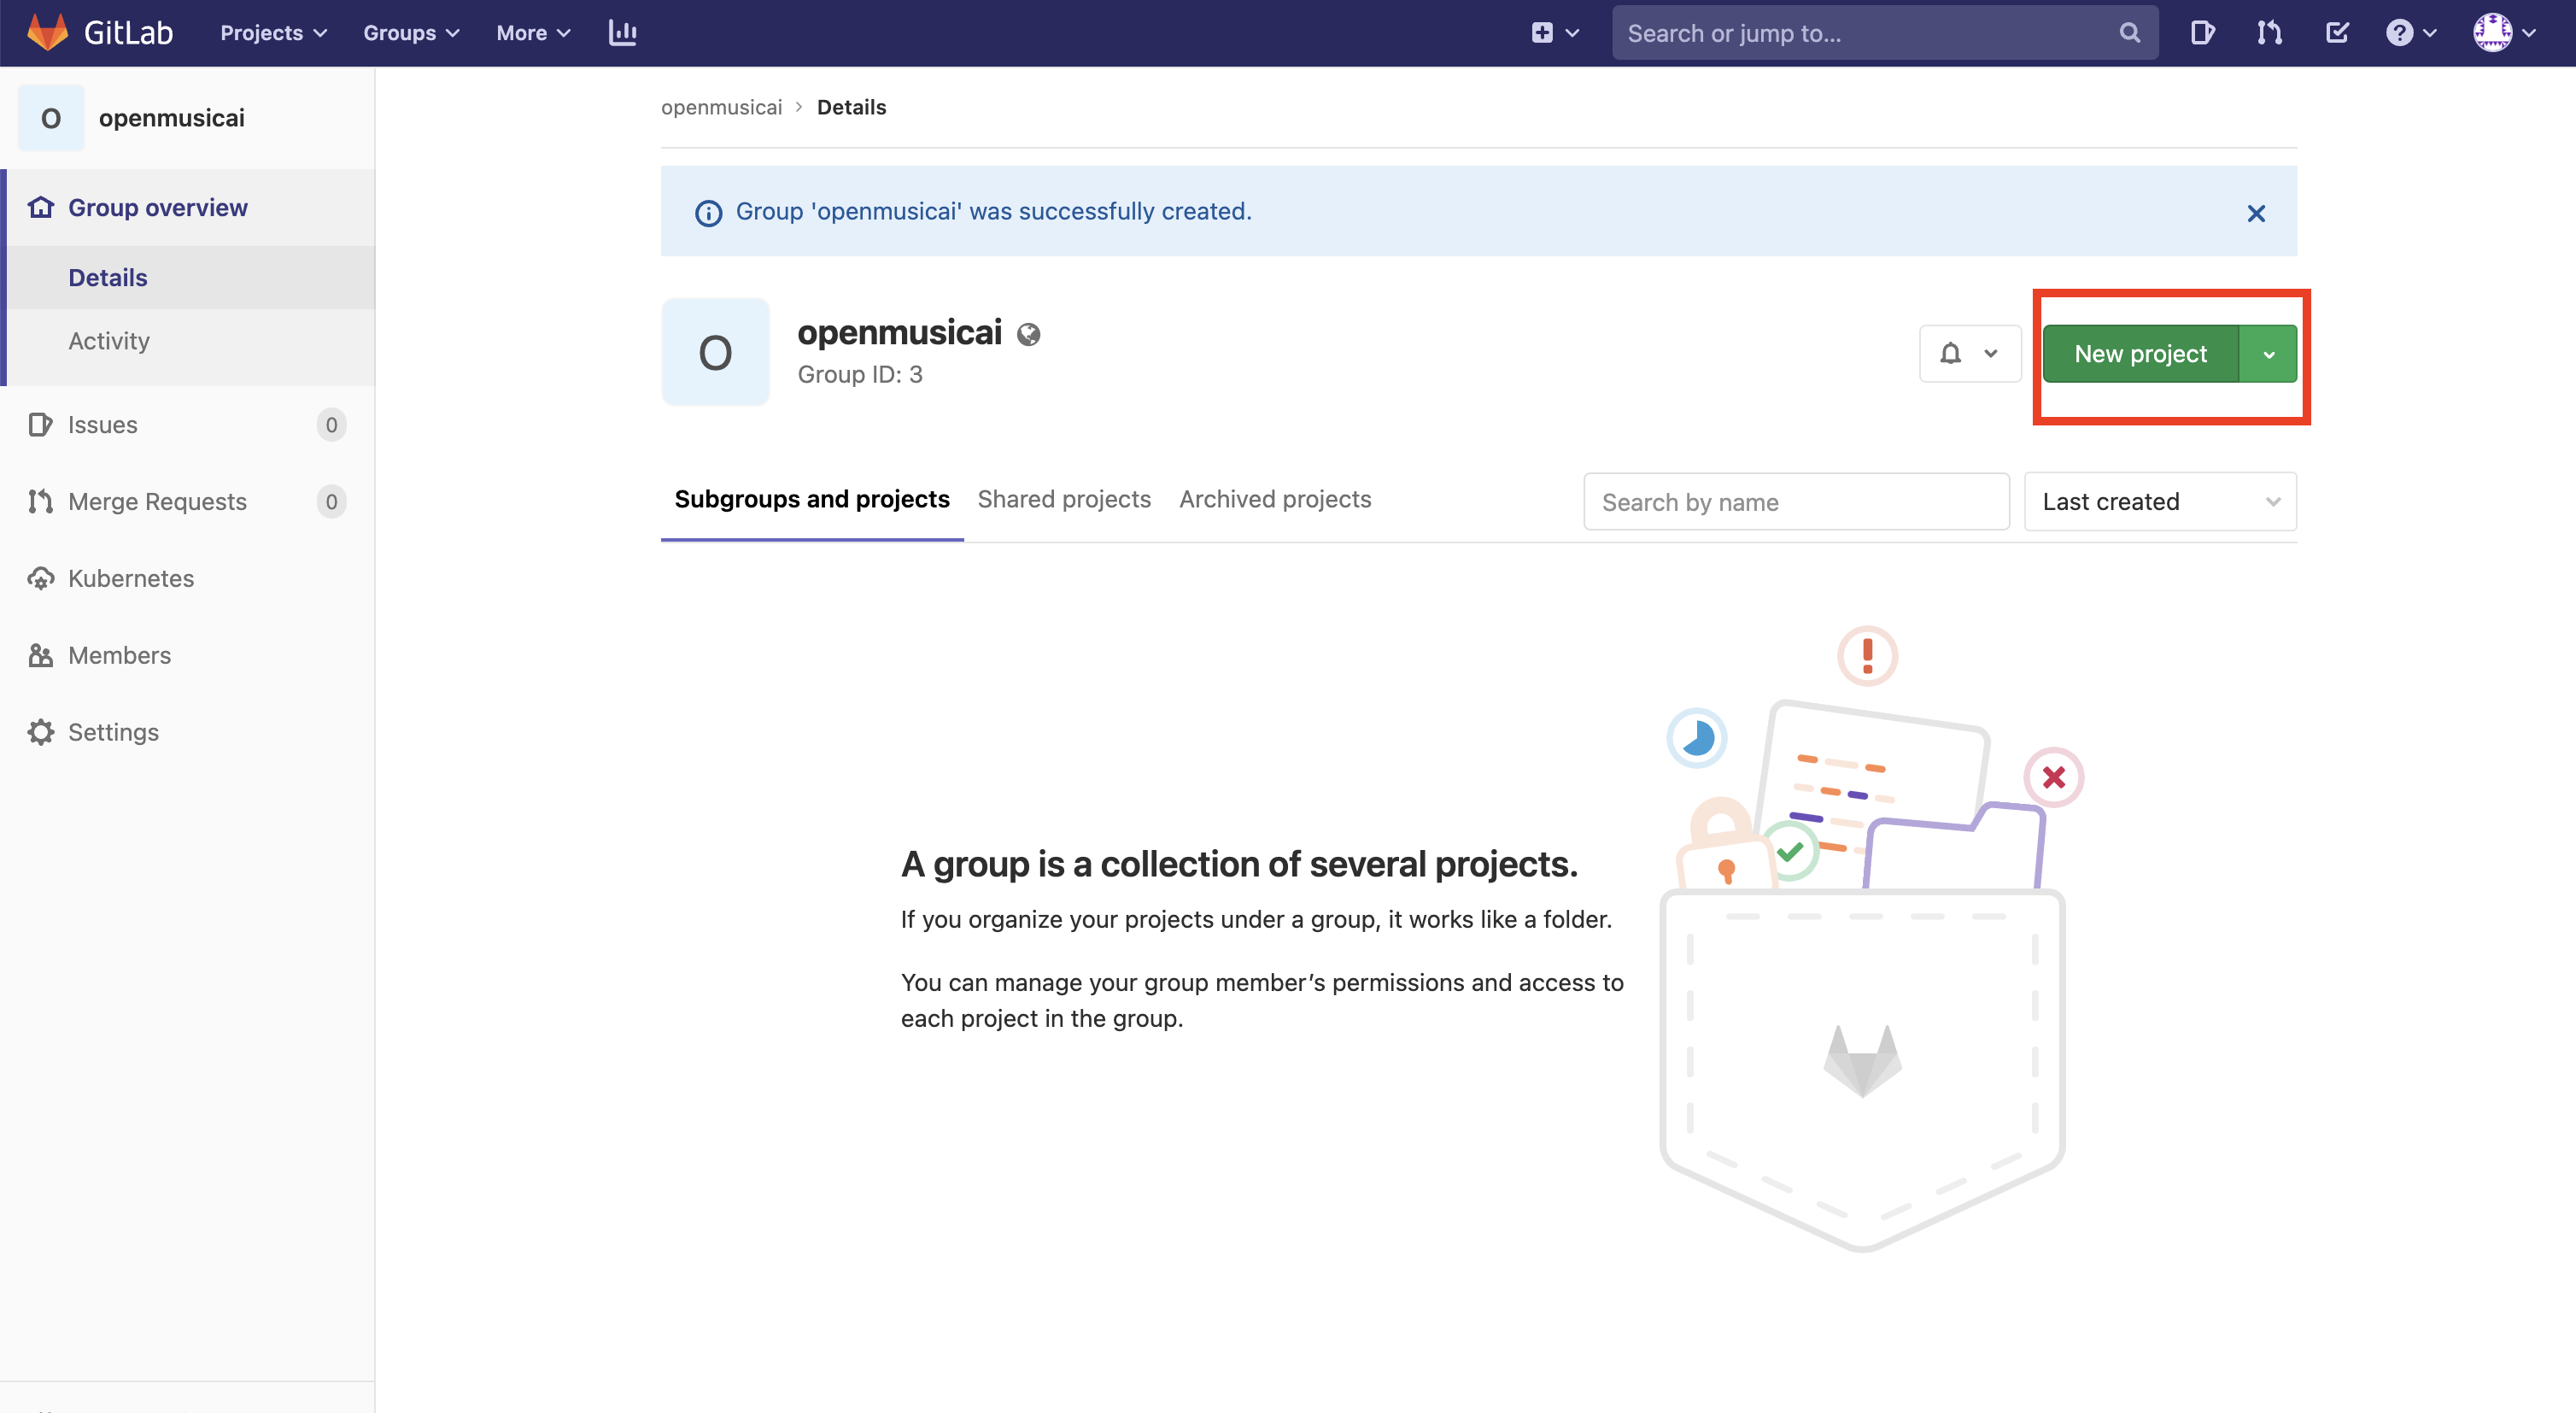 GitLab Projects Groups More Search or jump to...
O openmusicai
Group overview
Details
Activity
Issues 0
Merge Requests 0
Kubernetes
Members
Settings
openmusicai > Details
Group 'openmusicai' was successfully created.
O
openmusicai
Group ID: 3
New project
Subgroups and projects Shared projects Archived projects Search by name Last created
A group is a collection of several projects.
If you organize your projects under a group, it works like a folder.
You can manage your group member’s permissions and access to
each project in the group.